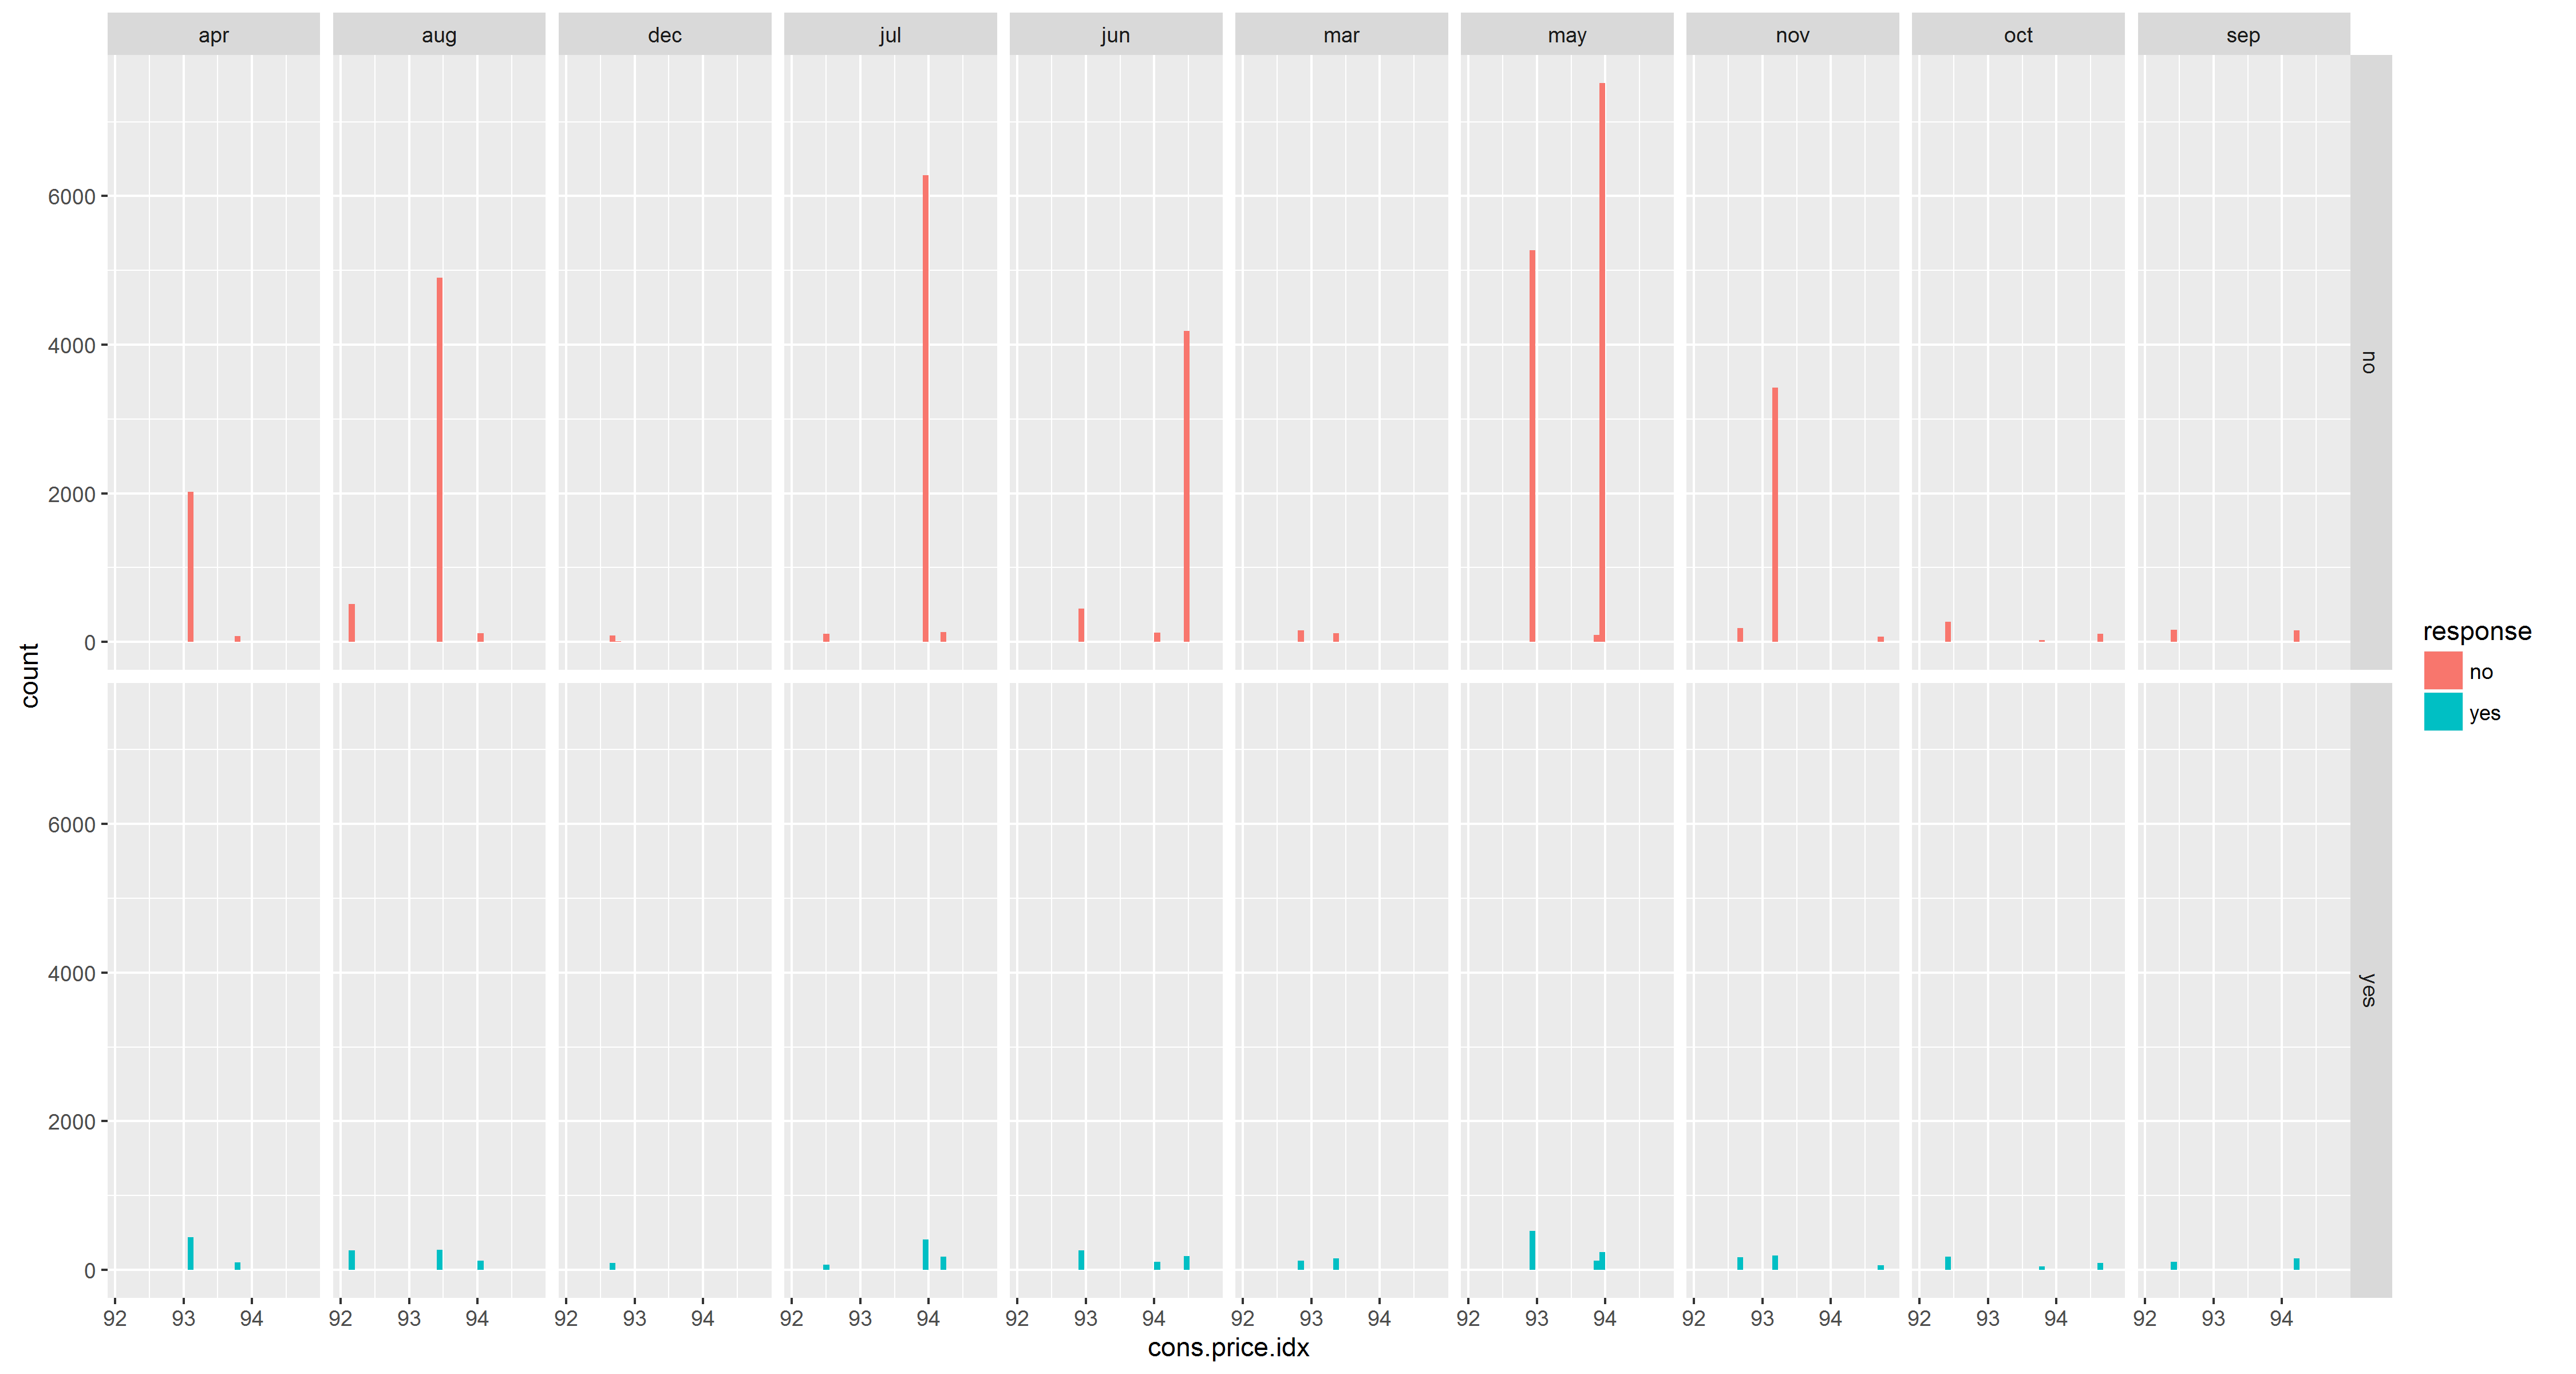 apr aug dec jul jun mar may nov oct sep
6000
4000
2000
0
no
6000
4000
2000
0
yes
count
92 93 94 92 93 94 92 93 94 92 93 94 92 93 94 92 93 94 92 93 94 92 93 94 92 93 94 92 93 94
cons.price.idx
response
no
yes